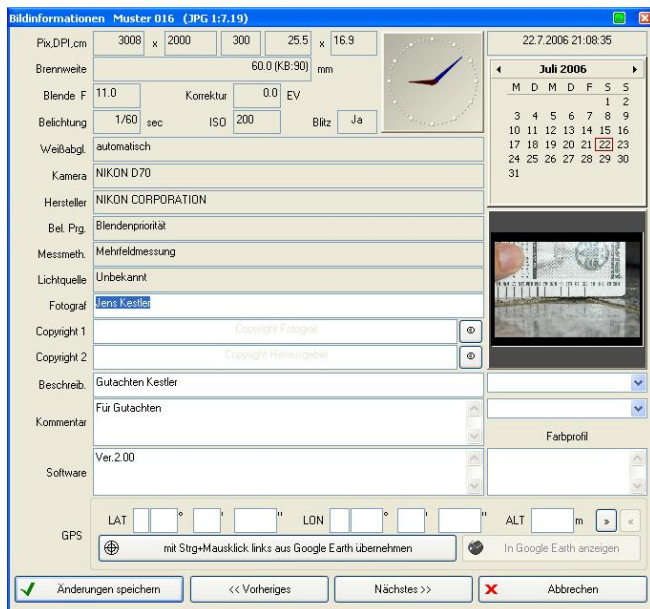 Bildinformationen Muster 016 (JPG 1:7.19)
Pix,DPI,cm 3008 x 2000 300 25.5 x 16.9
22.7.2006 21:08:35
Brennweite 60.0 (KB:90) mm
Blende F 11.0 Korrektur 0.0 EV
Belichtung 1/60 sec ISO 200 Blitz Ja
Juli 2006
M D M D F S S
1 2
3 4 5 6 7 8 9
10 11 12 13 14 15 16
17 18 19 20 21 22 23
24 25 26 27 28 29 30
31
Weißabgl. automatisch
Kamera NIKON D70
Hersteller NIKON CORPORATION
Bel. Prg. Blendenpriorität
Messmeth. Mehrfeldmessung
Lichtquelle Unbekannt
Fotograf Jens Kestler
Copyright 1 Copyright Fotograf ©
Copyright 2 Copyright Herausgeber ©
Beschreib. Gutachten Kestler
Kommentar Für Gutachten
Farbprofil
Software Ver.2.00
GPS LAT ° ' " LON ° ' " ALT m » «
mit Strg+Mausklick links aus Google Earth übernehmen
In Google Earth anzeigen
Änderungen speichern
<< Vorheriges
Nächstes >>
Abbrechen